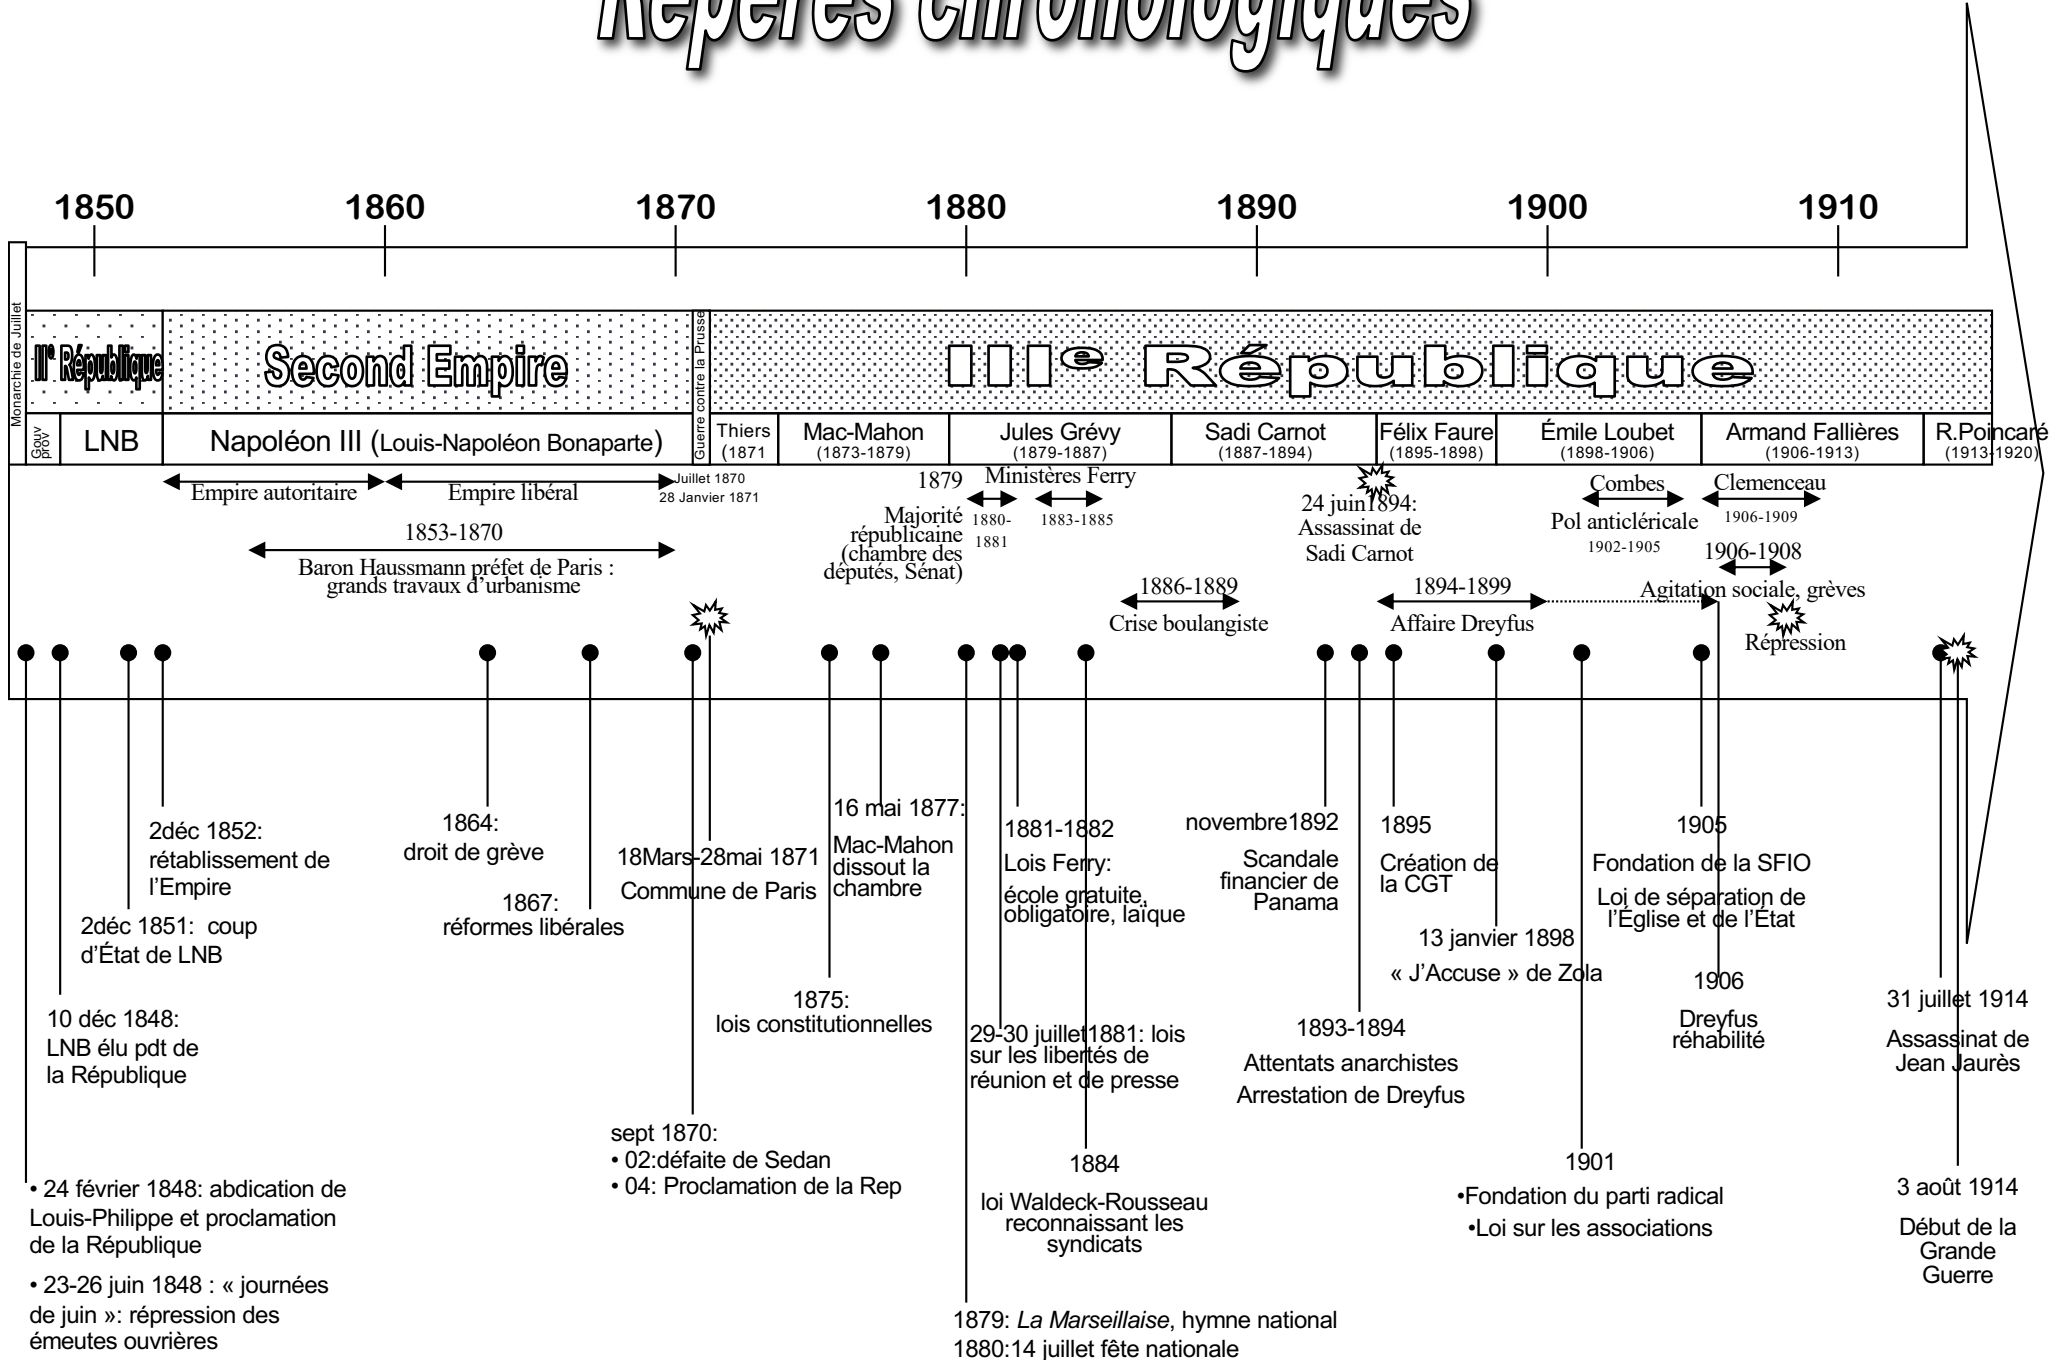 Repères chronologiques
1850
1860
1870
1880
1890
1900
1910
Monarchie de Juillet
IIe République
Second Empire
Guerre contre la Prusse
IIIe République
Gouv
prov
LNB
Napoléon III (Louis-Napoléon Bonaparte)
Thiers
(1871
Mac-Mahon
(1873-1879)
Jules Grévy
(1879-1887)
Sadi Carnot
(1887-1894)
Félix Faure
(1895-1898)
Émile Loubet
(1898-1906)
Armand Fallières
(1906-1913)
R.Poincaré
(1913-1920)
Empire autoritaire
Empire libéral
Juillet 1870
28 Janvier 1871
1853-1870
Baron Haussmann préfet de Paris :
grands travaux d'urbanisme
1879
Majorité
républicaine
(chambre des
députés, Sénat)
Ministères Ferry
1880-
1881
1883-1885
1886-1889
Crise boulangiste
24 juin1894:
Assassinat de
Sadi Carnot
1894-1899
Affaire Dreyfus
Combes
Pol anticléricale
1902-1905
Clemenceau
1906-1909
1906-1908
Agitation sociale, grèves
Répression
2déc 1852:
rétablissement de
l'Empire
2déc 1851: coup
d'État de LNB
10 déc 1848:
LNB élu pdt de
la République
• 24 février 1848: abdication de
Louis-Philippe et proclamation
de la République
• 23-26 juin 1848 : « journées
de juin »: répression des
émeutes ouvrières
1864:
droit de grève
1867:
réformes libérales
18Mars-28mai 1871
Commune de Paris
sept 1870:
• 02:défaite de Sedan
• 04: Proclamation de la Rep
16 mai 1877:
Mac-Mahon
dissout la
chambre
1875:
lois constitutionnelles
1881-1882
Lois Ferry:
école gratuite,
obligatoire, laïque
29-30 juillet1881: lois
sur les libertés de
réunion et de presse
1884
loi Waldeck-Rousseau
reconnaissant les
syndicats
1879: La Marseillaise, hymne national
1880:14 juillet fête nationale
novembre1892
Scandale
financier de
Panama
1895
Création de
la CGT
13 janvier 1898
« J'Accuse » de Zola
1893-1894
Attentats anarchistes
Arrestation de Dreyfus
1901
•Fondation du parti radical
•Loi sur les associations
1905
Fondation de la SFIO
Loi de séparation de
l'Église et de l'État
1906
Dreyfus
réhabilité
31 juillet 1914
Assassinat de
Jean Jaurès
3 août 1914
Début de la
Grande
Guerre